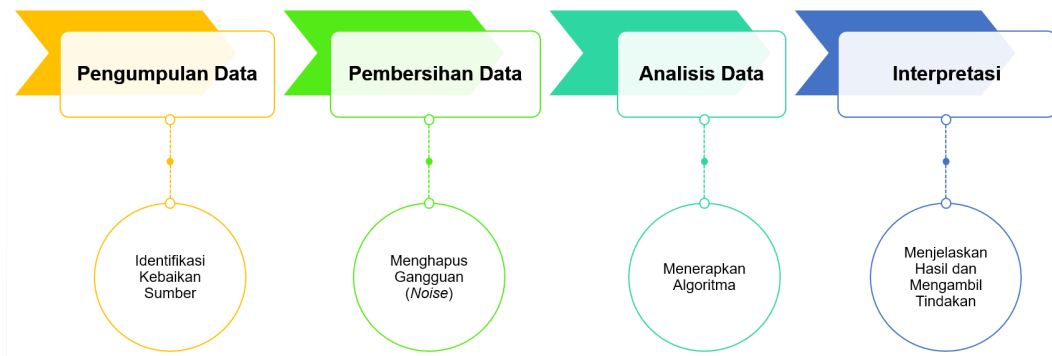 Pengumpulan Data
Pembersihan Data
Analisis Data
Interpretasi
Identifikasi
Kebaikan
Sumber
Menghapus
Gangguan
(Noise)
Menerapkan
Algoritma
Menjelaskan
Hasil dan
Mengambil
Tindakan